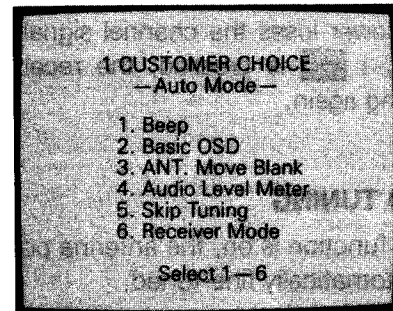 1 CUSTOMER CHOICE
—Auto Mode—
1. Beep
2. Basic OSD
3. ANT. Move Blank
4. Audio Level Meter
5. Skip Tuning
6. Receiver Mode
Select 1—6